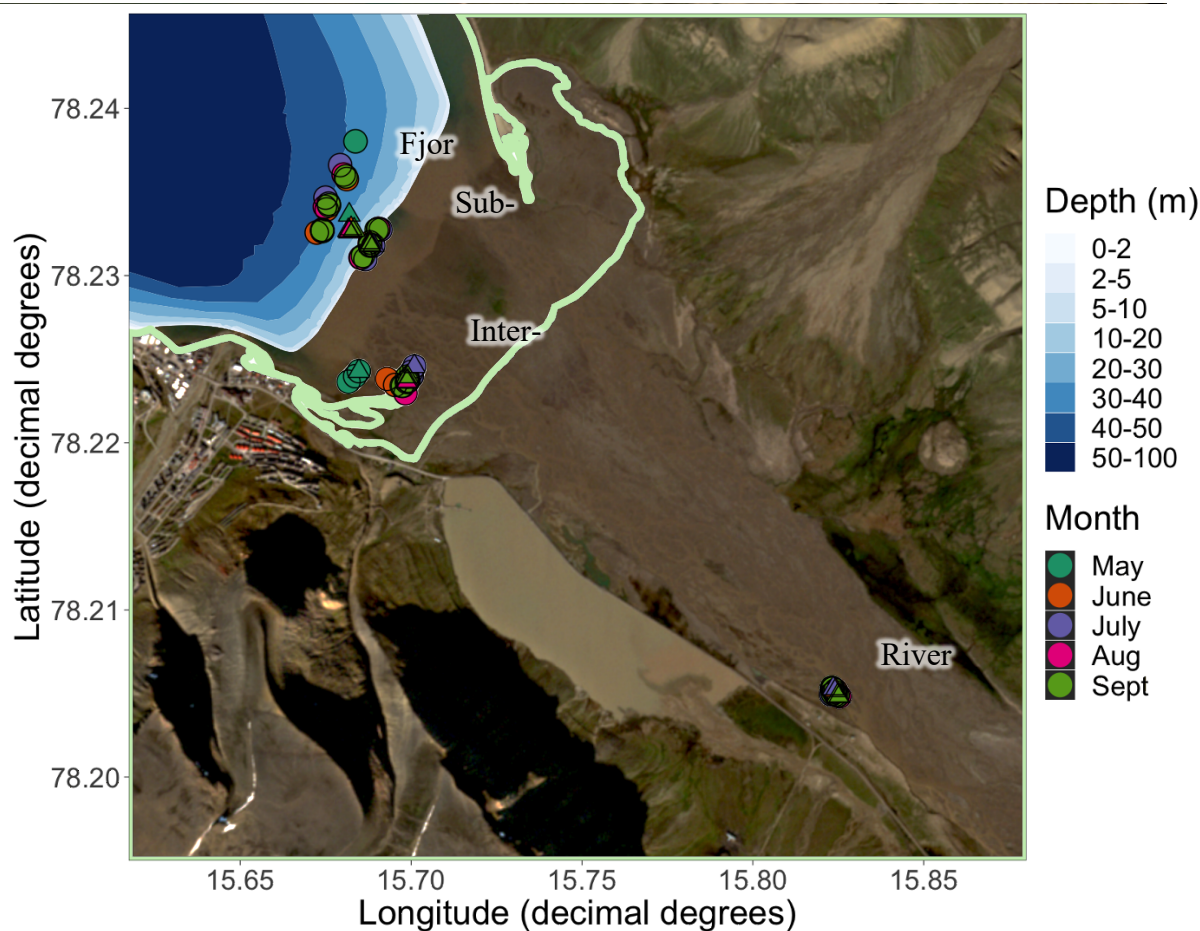 78.24
78.23
78.22
78.21
78.20
Latitude (decimal degrees)
Fjor
Sub-
Inter-
River
15.65
15.70
15.75
15.80
15.85
Longitude (decimal degrees)
Depth (m)
0-2
2-5
5-10
10-20
20-30
30-40
40-50
50-100
Month
May
June
July
Aug
Sept